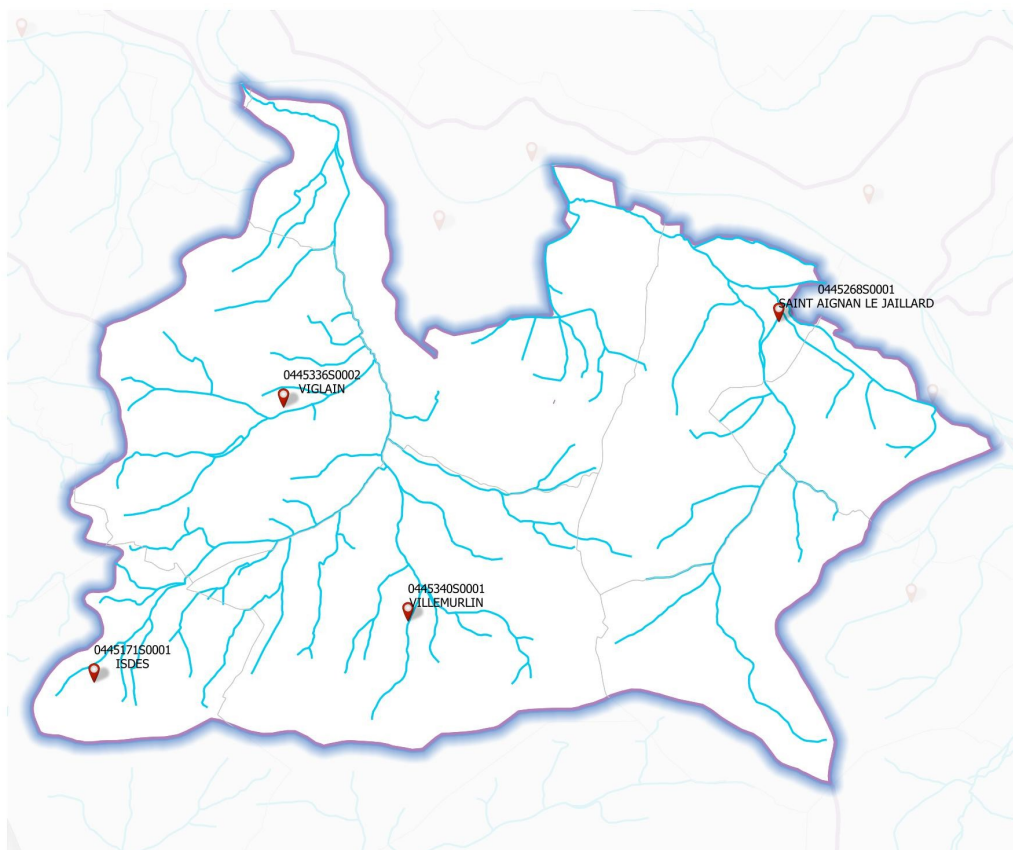 0445268S0001
SAINT AIGNAN LE JAILLARD
0445336S0002
VIGLAIN
0445340S0001
VILLEMURLIN
0445171S0001
ISDES